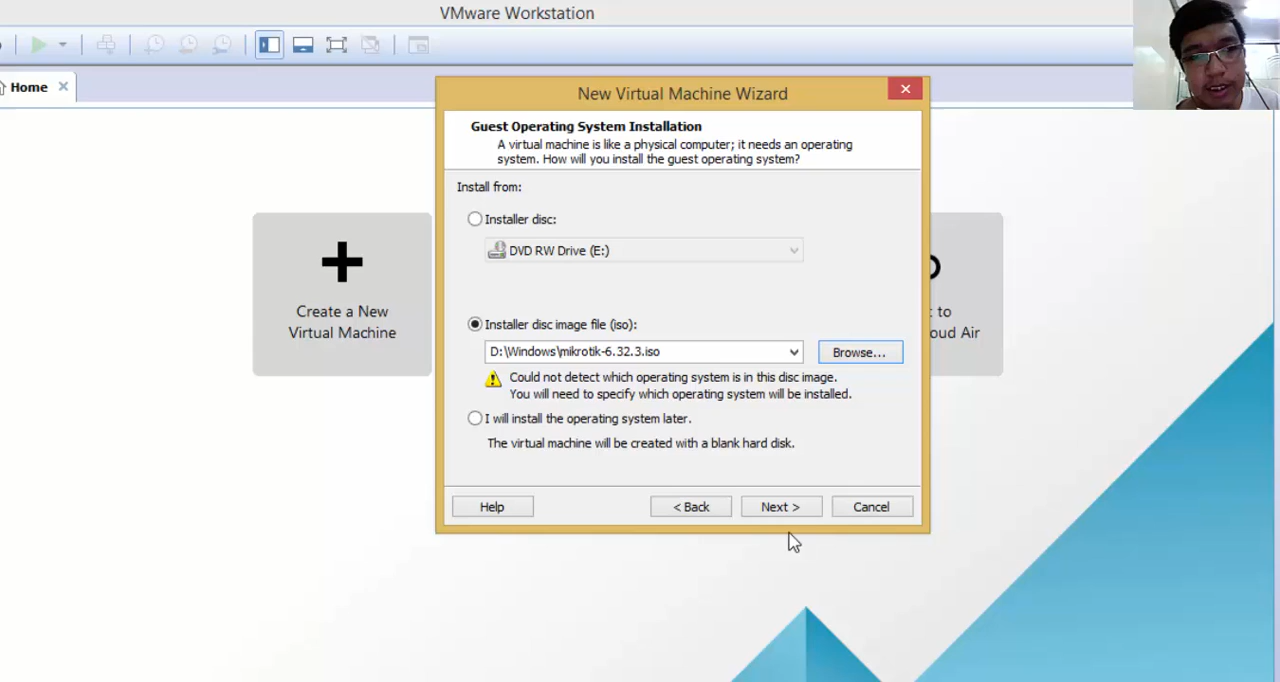 VMware Workstation
Home
New Virtual Machine Wizard
Guest Operating System Installation
A virtual machine is like a physical computer; it needs an operating
system. How will you install the guest operating system?
Install from:
Installer disc:
DVD RW Drive (E:)
Installer disc image file (iso):
D:\Windows\mikrotik-6.32.3.iso
Browse...
Could not detect which operating system is in this disc image.
You will need to specify which operating system will be installed.
I will install the operating system later.
The virtual machine will be created with a blank hard disk.
Help
< Back
Next >
Cancel
Create a New
Virtual Machine
t to
oud Air